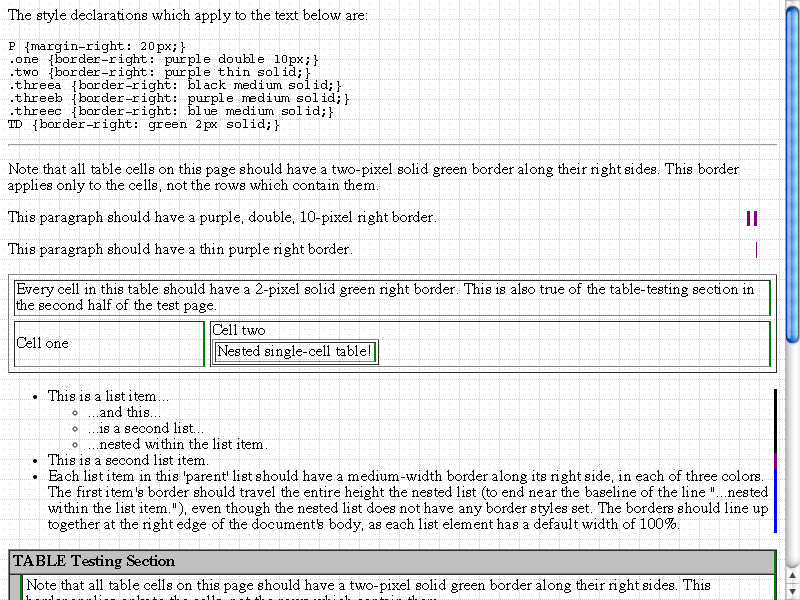 The style declarations which apply to the text below are:
P {margin-right: 20px;}
.one {border-right: purple double 10px;}
.two {border-right: purple thin solid;}
.threea {border-right: black medium solid;}
.threeb {border-right: purple medium solid;}
.threec {border-right: blue medium solid;}
TD {border-right: green 2px solid;}
Note that all table cells on this page should have a two-pixel solid green border along their right sides. This border
applies only to the cells, not the rows which contain them.
This paragraph should have a purple, double, 10-pixel right border.
This paragraph should have a thin purple right border.
Every cell in this table should have a 2-pixel solid green right border. This is also true of the table-testing section in
the second half of the test page.
Cell one
Cell two
Nested single-cell table!
This is a list item...
...and this...
...is a second list...
...nested within the list item.
This is a second list item.
Each list item in this 'parent' list should have a medium-width border along its right side, in each of three colors.
The first item's border should travel the entire height the nested list (to end near the baseline of the line "...nested
within the list item."), even though the nested list does not have any border styles set. The borders should line up
together at the right edge of the document's body, as each list element has a default width of 100%.
TABLE Testing Section
Note that all table cells on this page should have a two-pixel solid green border along their right sides. This
border applies only to the cells, not the rows which contain them.